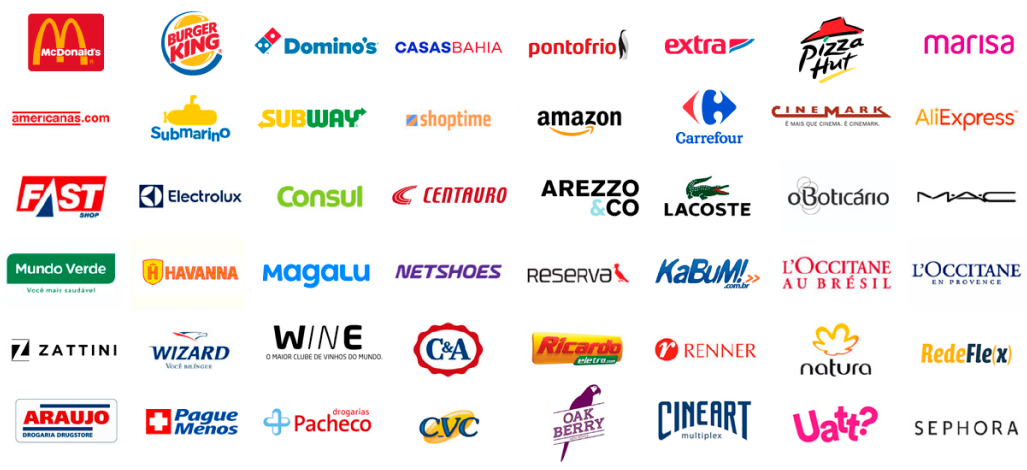 McDonald's
BURGER
KING
Domino's
CASASBAHIA
pontofrio
extra
Pizza
Hut
marisa
americanas.com
Submarino
SUBWAY
shoptime
amazon
Carrefour
CINEMARK
É MAIS QUE CINEMA. É CINEMARK.
AliExpress
FAST
SHOP
Electrolux
Consul
CENTAURO
AREZZO
&CO
LACOSTE
oBoticário
M·A·C
Mundo Verde
Você mais saudável
HAVANNA
MAGALU
NETSHOES
RESERVA
KaBuM!
.com.br
L'OCCITANE
AU BRÉSIL
L'OCCITANE
EN PROVENCE
Z ZATTINI
WIZARD
VOCÊ BILÍNGUE
WINE
O MAIOR CLUBE DE VINHOS DO MUNDO.
C&A
Ricardo
eletro.com
r RENNER
natura
RedeFle(x)
ARAUJO
DROGARIA DRUGSTORE
Pague
Menos
drogarias
Pacheco
CVC
OAK
BERRY
CINEART
multiplex
Uatt?
SEPHORA